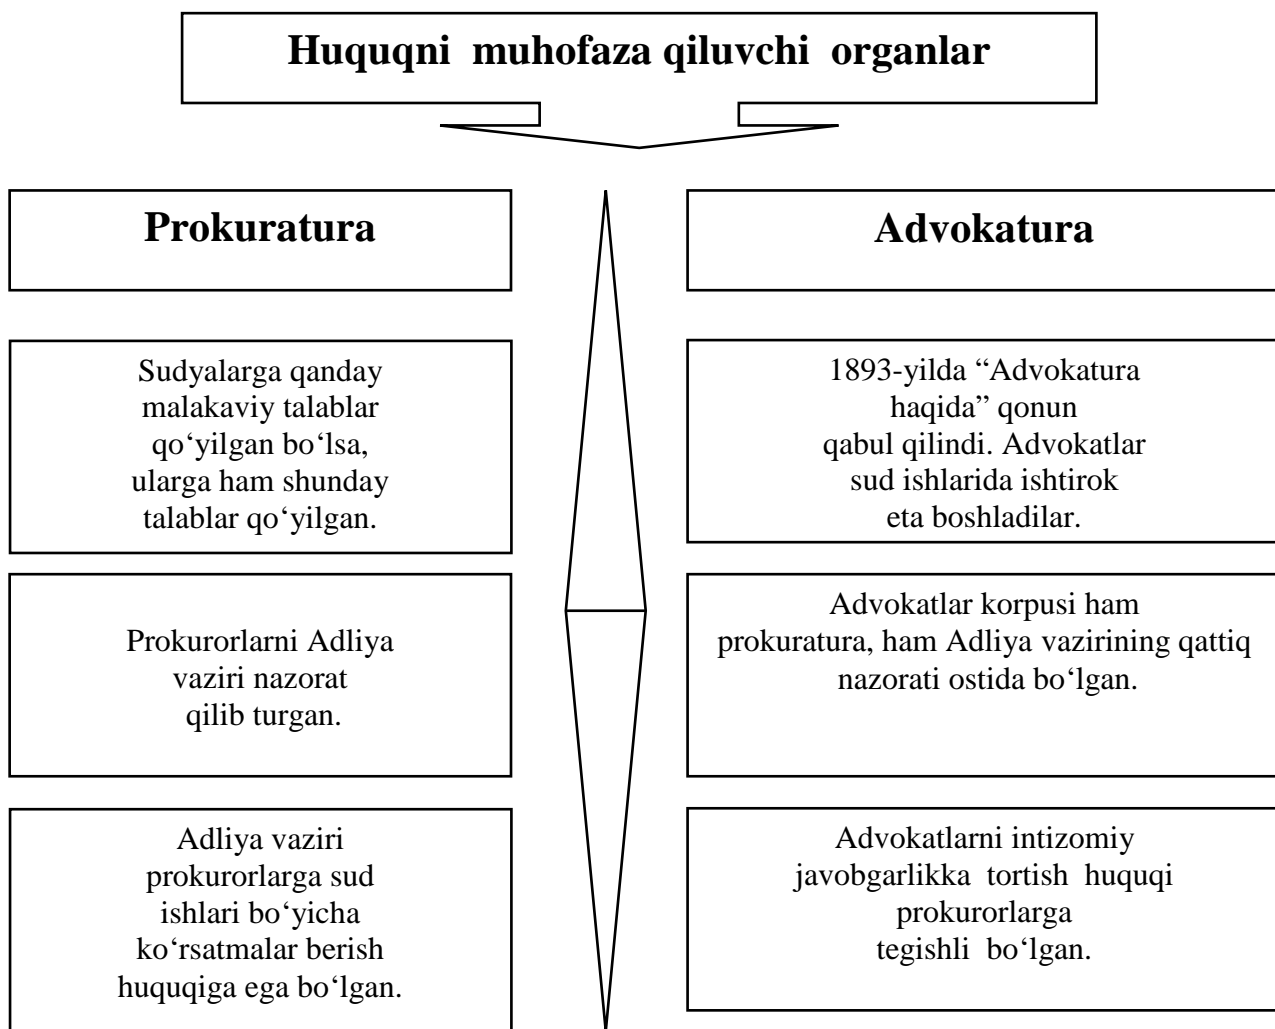 Huquqni muhofaza qiluvchi organlar
Prokuratura
Sudyalarga qanday
malakaviy talablar
qo‘yilgan bo‘lsa,
ularga ham shunday
talablar qo‘yilgan.
Prokurorlarni Adliya
vaziri nazorat
qilib turgan.
Adliya vaziri
prokurorlarga sud
ishlari bo‘yicha
ko‘rsatmalar berish
huquqiga ega bo‘lgan.
Advokatura
1893-yilda “Advokatura
haqida” qonun
qabul qilindi. Advokatlar
sud ishlarida ishtirok
eta boshladilar.
Advokatlar korpusi ham
prokuratura, ham Adliya vazirining qattiq
nazorati ostida bo‘lgan.
Advokatlarni intizomiy
javobgarlikka tortish huquqi
prokurorlarga
tegishli bo‘lgan.